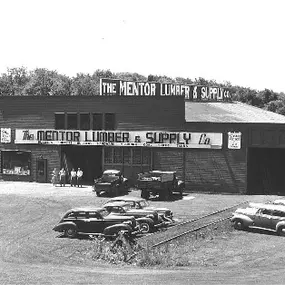 THE MENTOR LUMBER & SUPPLY CO.
The MENTOR LUMBER & SUPPLY Co.